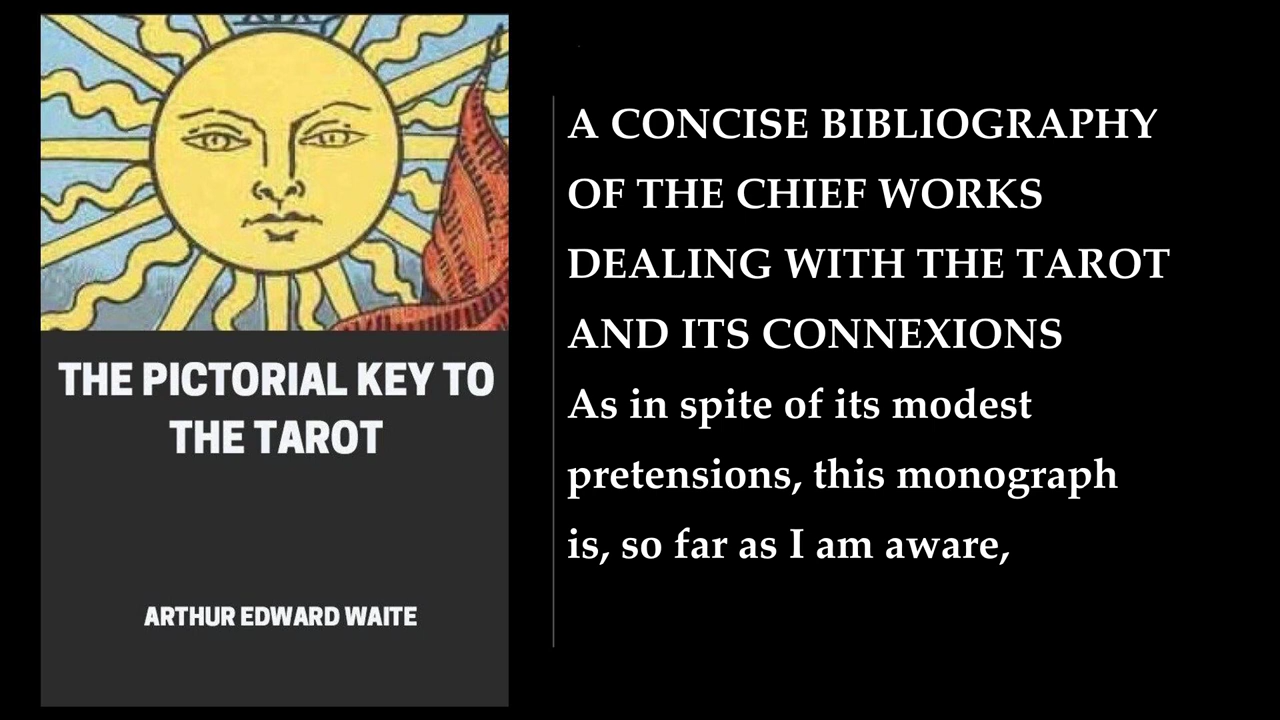 XIX
THE PICTORIAL KEY TO
THE TAROT
ARTHUR EDWARD WAITE
A CONCISE BIBLIOGRAPHY
OF THE CHIEF WORKS
DEALING WITH THE TAROT
AND ITS CONNEXIONS
As in spite of its modest
pretensions, this monograph
is, so far as I am aware,